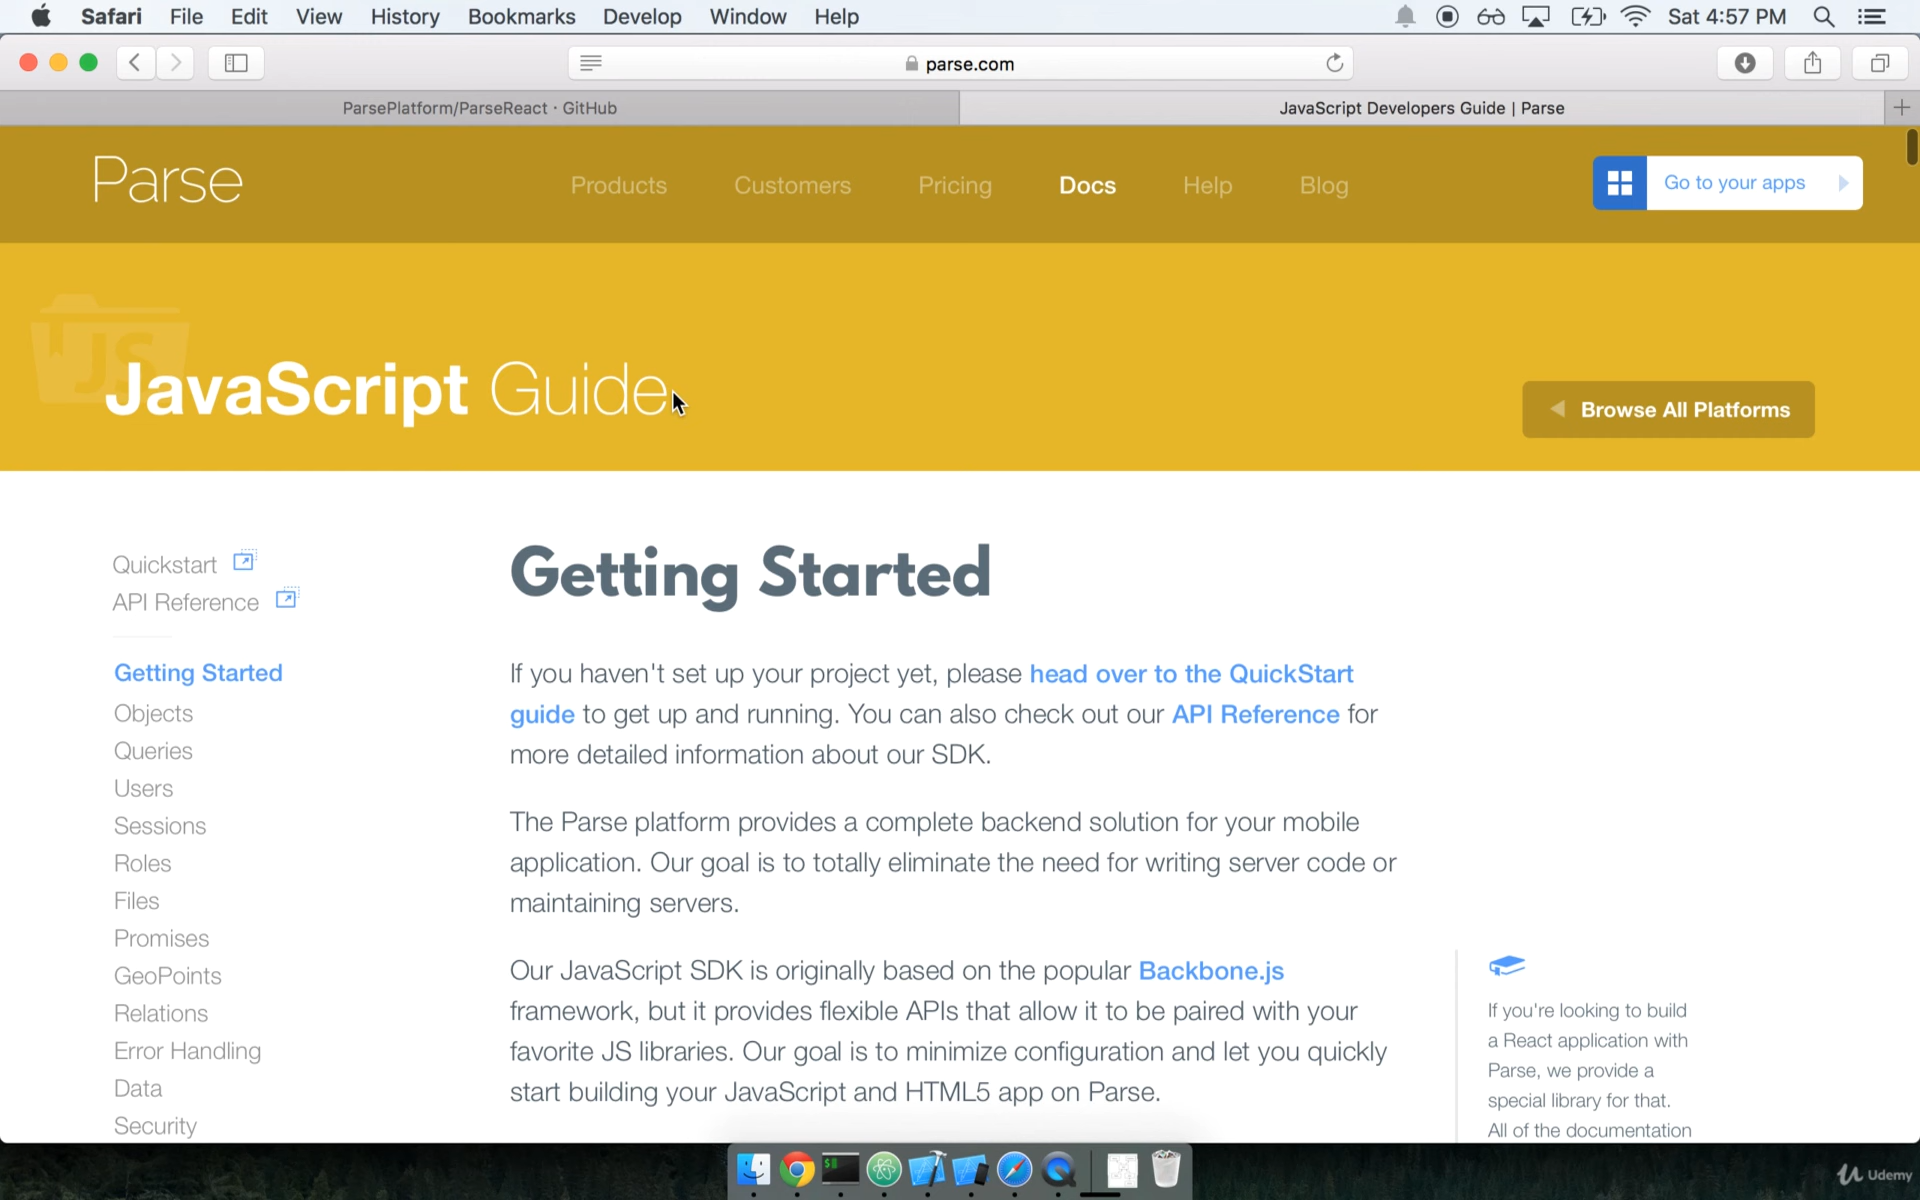 Safari File Edit View History Bookmarks Develop Window Help Sat 4:57 PM
parse.com
ParsePlatform/ParseReact · GitHub JavaScript Developers Guide | Parse
Parse Products Customers Pricing Docs Help Blog Go to your apps
JS
JavaScript Guide
Browse All Platforms
Quickstart
API Reference
Getting Started
Objects
Queries
Users
Sessions
Roles
Files
Promises
GeoPoints
Relations
Error Handling
Data
Security
Getting Started
If you haven't set up your project yet, please head over to the QuickStart
guide to get up and running. You can also check out our API Reference for
more detailed information about our SDK.
The Parse platform provides a complete backend solution for your mobile
application. Our goal is to totally eliminate the need for writing server code or
maintaining servers.
Our JavaScript SDK is originally based on the popular Backbone.js
framework, but it provides flexible APIs that allow it to be paired with your
favorite JS libraries. Our goal is to minimize configuration and let you quickly
start building your JavaScript and HTML5 app on Parse.
If you're looking to build
a React application with
Parse, we provide a
special library for that.
All of the documentation
Udemy